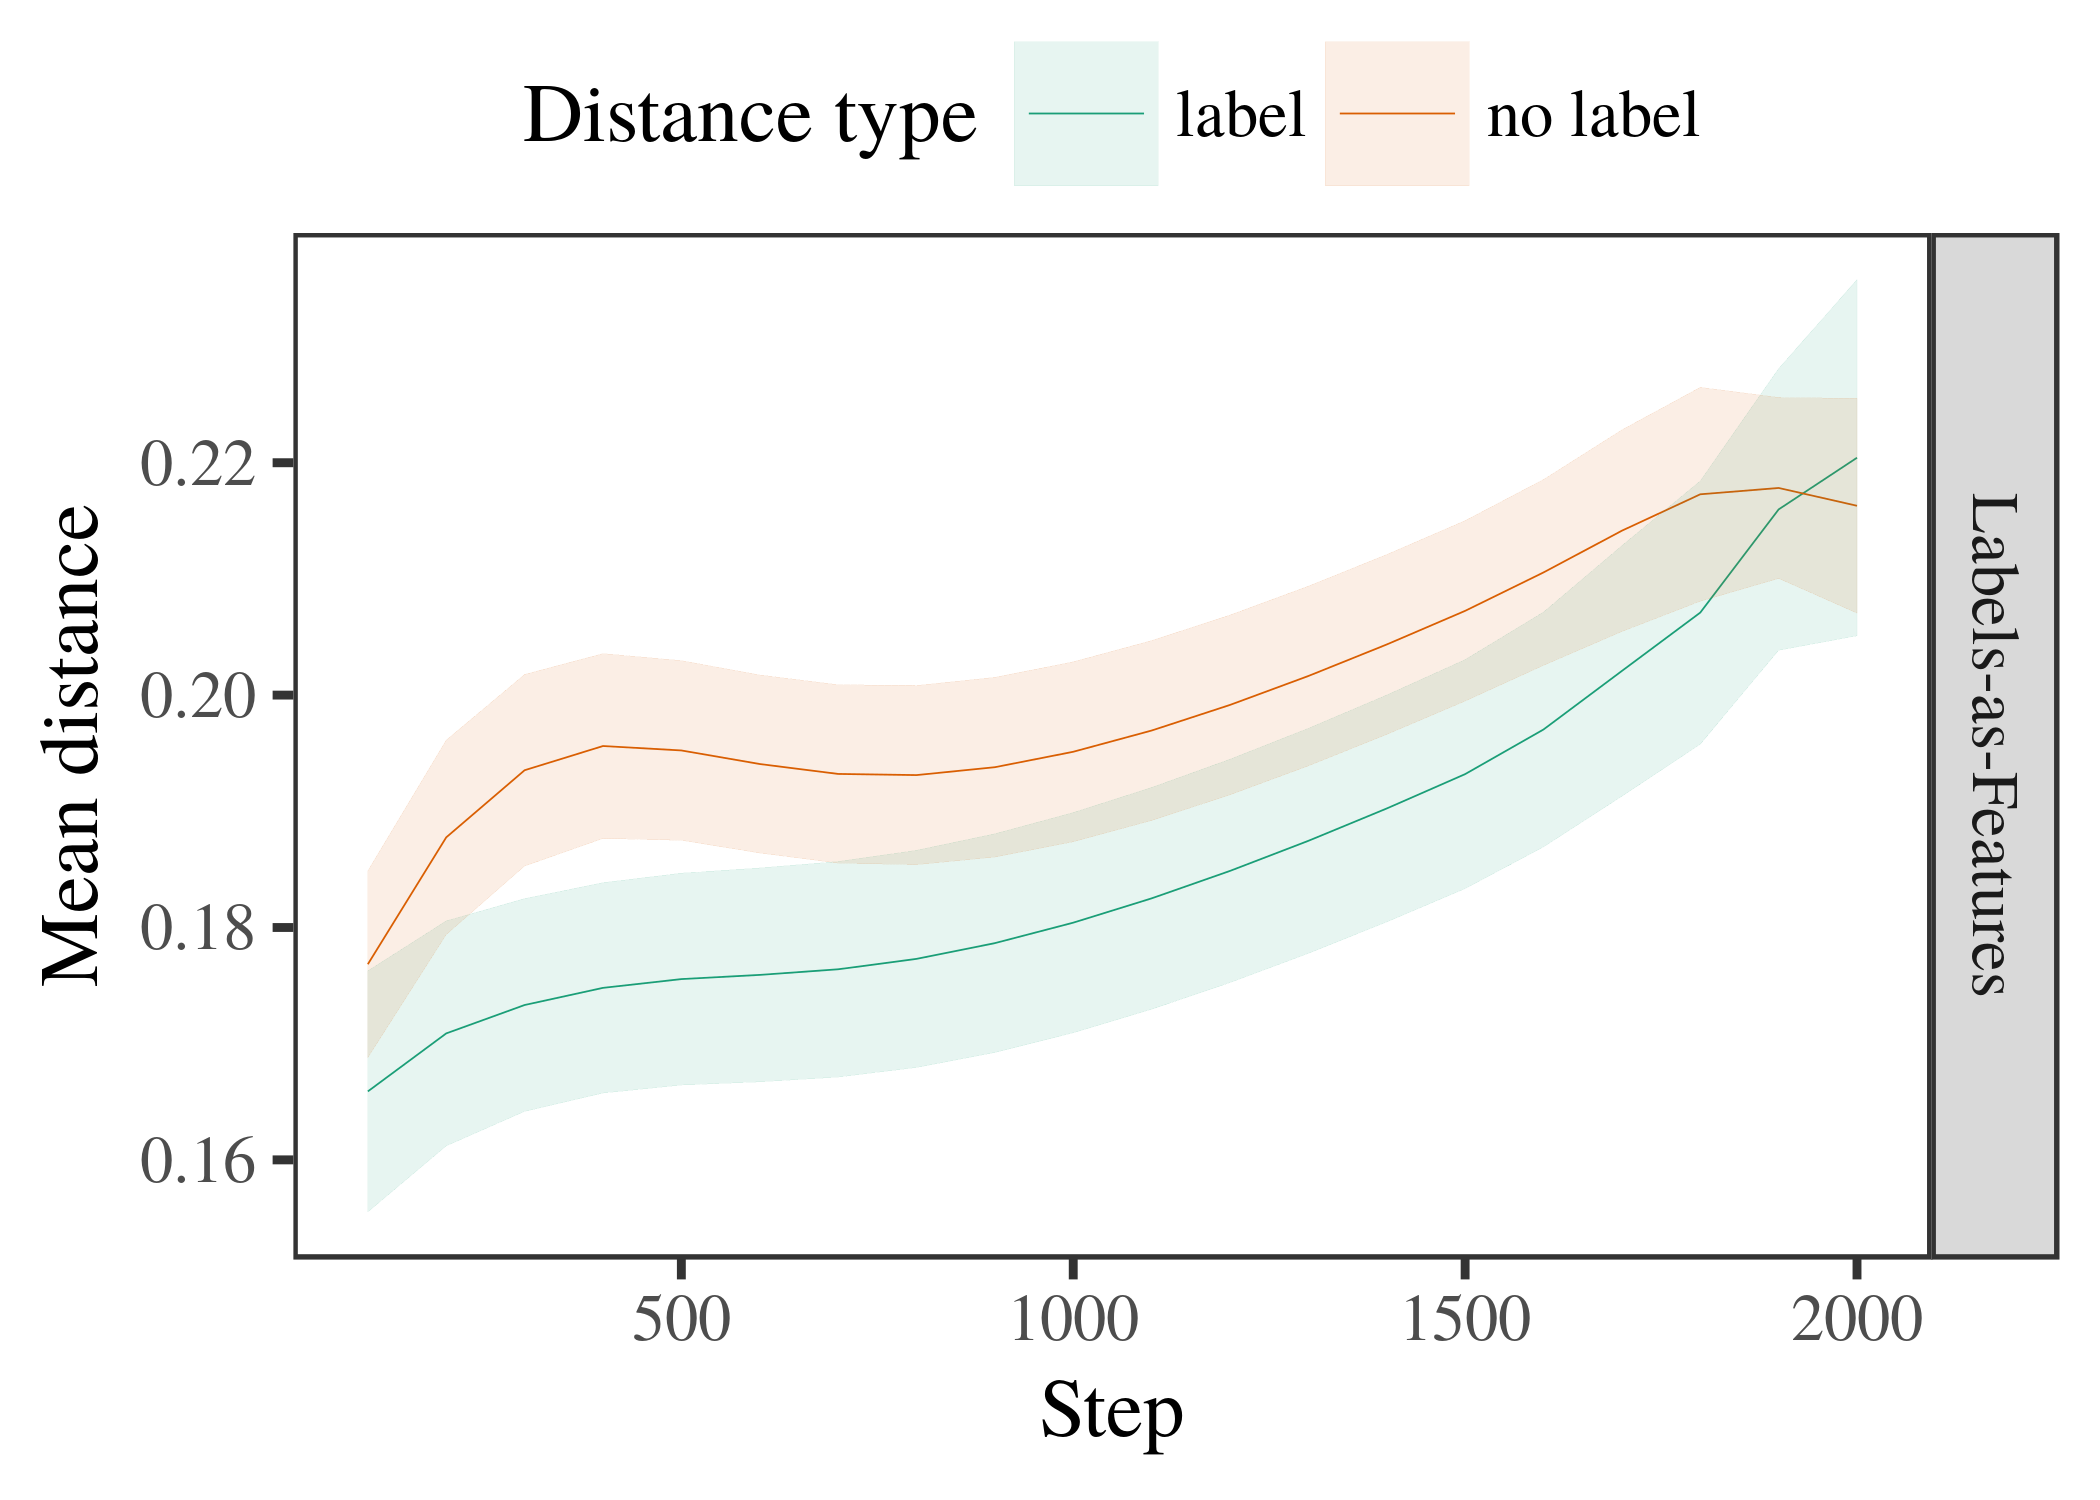 Distance type label no label
Mean distance
0.22
0.20
0.18
0.16
Labels-as-Features
500 1000 1500 2000
Step